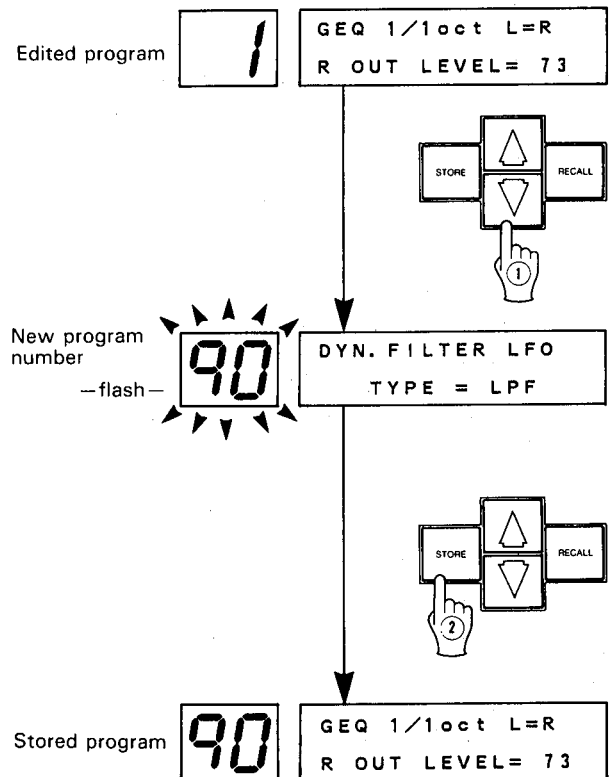 Edited program
1
GEQ 1/1oct L=R
R OUT LEVEL= 73
STORE
RECALL
1
New program
number
—flash—
90
DYN. FILTER LFO
TYPE = LPF
STORE
RECALL
2
Stored program
90
GEQ 1/1oct L=R
R OUT LEVEL= 73